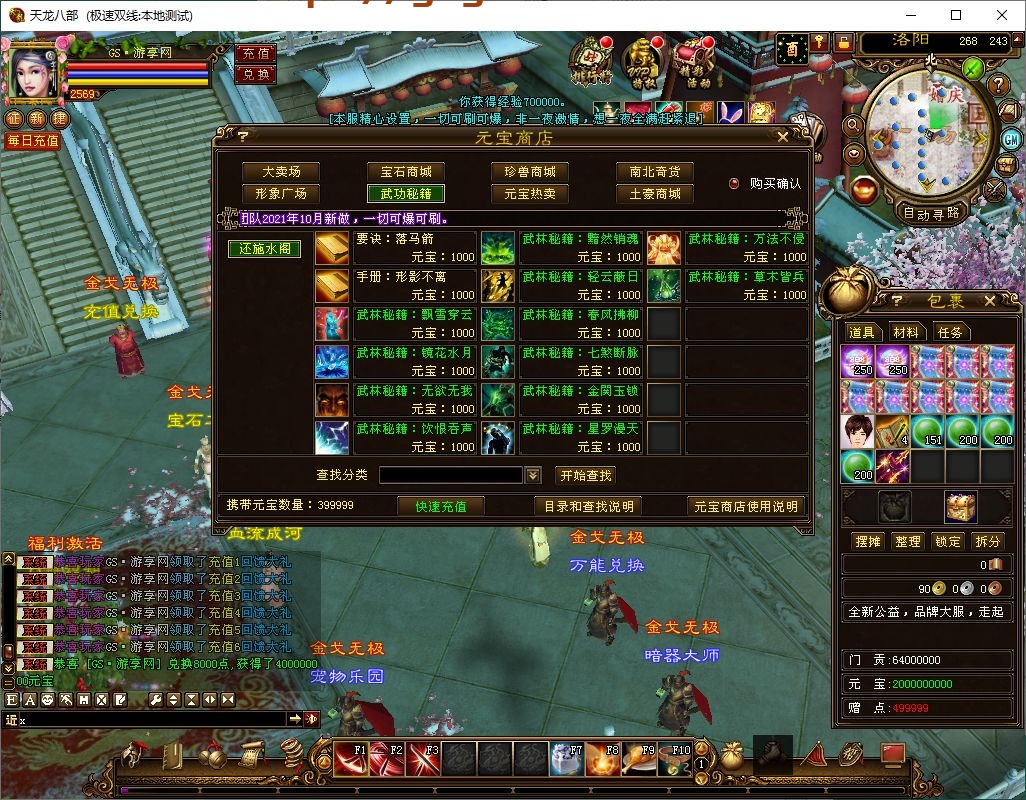 天龙八部 (极速双线:本地测试)
GS·游享网
充值
兑换
2569
征 新 捷
每日充值
洛阳
268 243
北
酉
GM
自动寻路
你获得经验700000。
[本服精心设置，一切可刷可爆，非一夜激情，想一夜全满赶紧退]
元宝商店
大卖场
宝石商城
珍兽商城
南北奇货
形象广场
武功秘籍
元宝热卖
土豪商城
购买确认
团队2021年10月新做，一切可爆可刷。
还施水阁
要诀：落马箭
元宝：1000
武林秘籍：黯然销魂
元宝：1000
武林秘籍：万法不侵
元宝：1000
手册：形影不离
元宝：1000
武林秘籍：轻云蔽日
元宝：1000
武林秘籍：草木皆兵
元宝：1000
武林秘籍：飘雪穿云
元宝：1000
武林秘籍：春风拂柳
元宝：1000
武林秘籍：镜花水月
元宝：1000
武林秘籍：七煞断脉
元宝：1000
武林秘籍：无欲无我
元宝：1000
武林秘籍：金关玉锁
元宝：1000
武林秘籍：饮恨吞声
元宝：1000
武林秘籍：星罗漫天
元宝：1000
查找分类
开始查找
携带元宝数量：399999
快速充值
目录和查找说明
元宝商店使用说明
金戈无极
充值兑换
血流成河
福利激活
金戈无极
万能兑换
金戈无极
暗器大师
金戈无极
宠物乐园
包裹
道具
材料
任务
250
250
4
151
200
200
200
摆摊
整理
锁定
拆分
0
90 0 0
全新公益，品牌大服，走起
门 贡:64000000
元 宝:2000000000
赠 点:499999
系统 恭喜玩家GS·游享网领取了充值1回馈大礼
系统 恭喜玩家GS·游享网领取了充值2回馈大礼
系统 恭喜玩家GS·游享网领取了充值3回馈大礼
系统 恭喜玩家GS·游享网领取了充值4回馈大礼
系统 恭喜玩家GS·游享网领取了充值5回馈大礼
系统 恭喜玩家GS·游享网领取了充值6回馈大礼
系统 恭喜 [GS·游享网] 兑换8000点,获得了4000000
00元宝
近x
F1 F2 F3 F7 F8 F9 F10
1